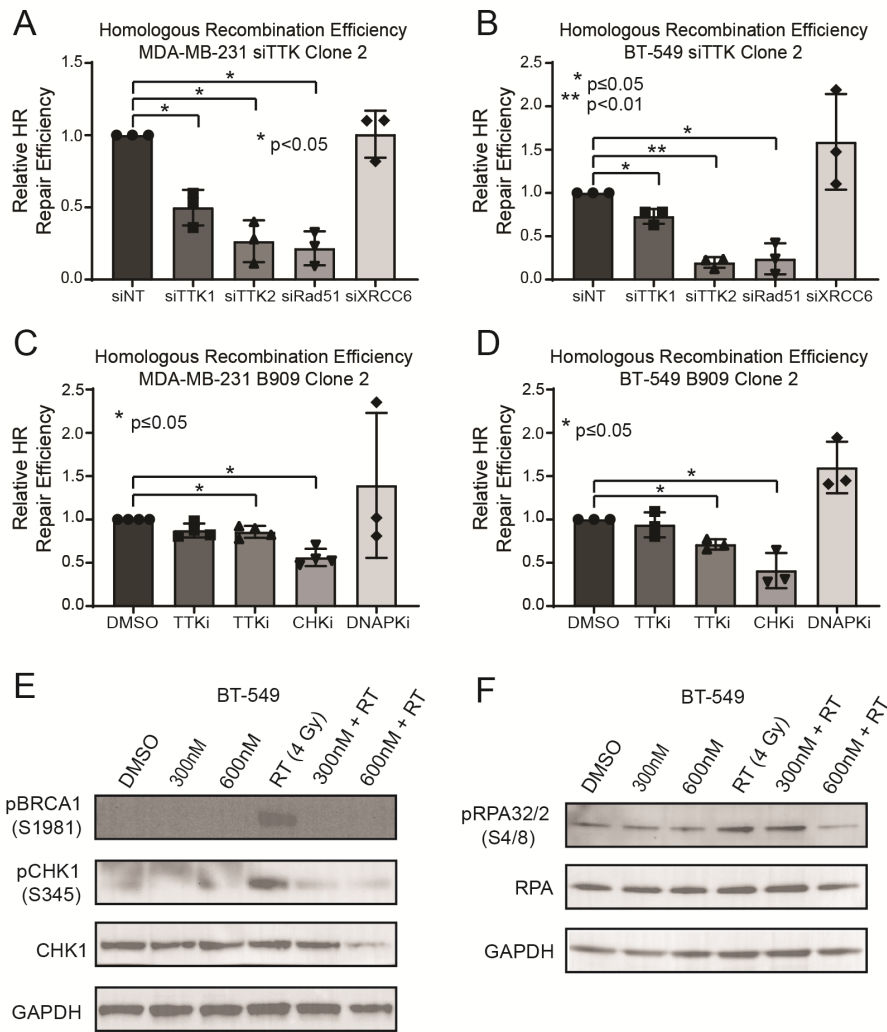 A
Homologous Recombination Efficiency
MDA-MB-231 siTTK Clone 2
Relative HR
Repair Efficiency
1.5
1.0
0.5
0.0
*
*
*
* p<0.05
siNT siTTK1 siTTK2 siRad51 siXRCC6
B
Homologous Recombination Efficiency
BT-549 siTTK Clone 2
Relative HR
Repair Efficiency
2.5
2.0
1.5
1.0
0.5
0.0
* p≤0.05
** p<0.01
*
**
*
siNT siTTK1 siTTK2 siRad51 siXRCC6
C
Homologous Recombination Efficiency
MDA-MB-231 B909 Clone 2
Relative HR
Repair Efficiency
2.5
2.0
1.5
1.0
0.5
0.0
* p≤0.05
*
*
DMSO TTKi TTKi CHKi DNAPKi
D
Homologous Recombination Efficiency
BT-549 B909 Clone 2
Relative HR
Repair Efficiency
2.5
2.0
1.5
1.0
0.5
0.0
* p≤0.05
*
*
DMSO TTKi TTKi CHKi DNAPKi
E
BT-549
DMSO 300nM 600nM RT (4 Gy) 300nM + RT 600nM + RT
pBRCA1
(S1981)
pCHK1
(S345)
CHK1
GAPDH
F
BT-549
DMSO 300nM 600nM RT (4 Gy) 300nM + RT 600nM + RT
pRPA32/2
(S4/8)
RPA
GAPDH